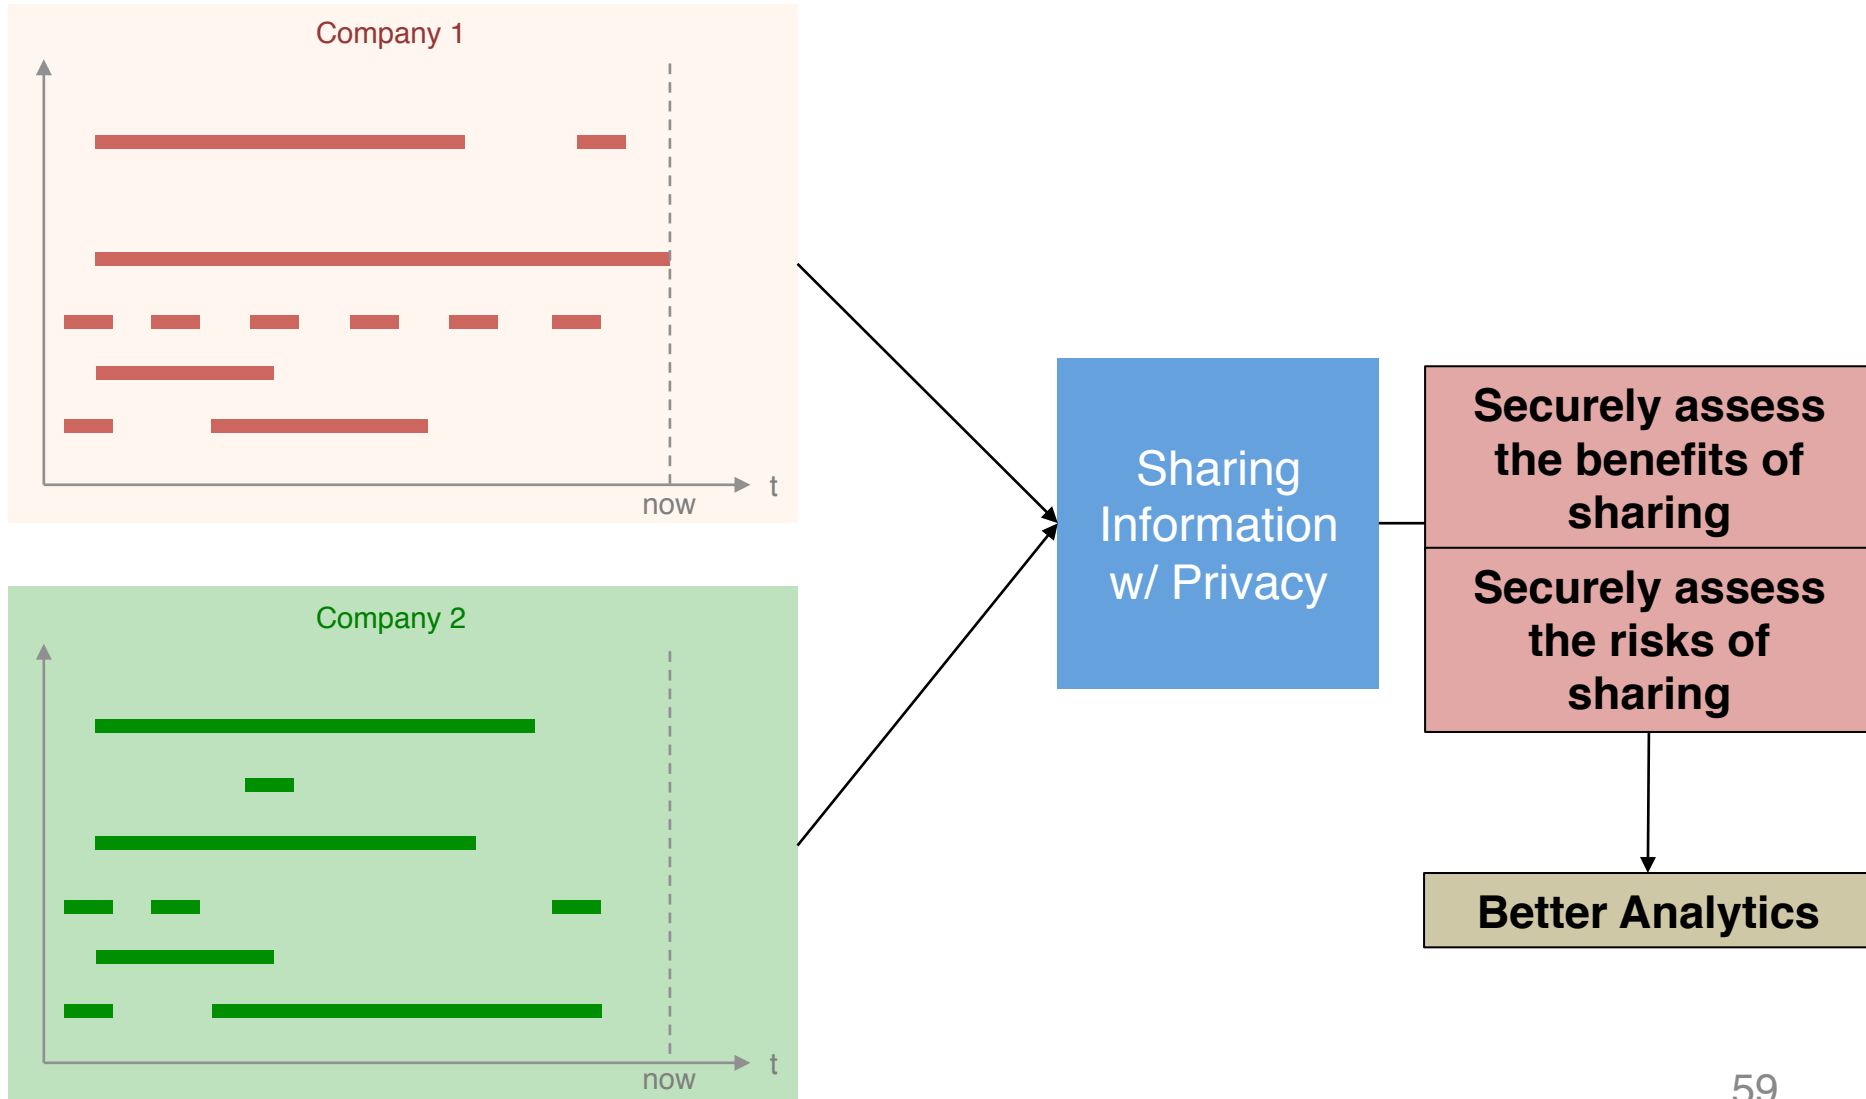 Company 1
t
now
Company 2
t
now
Sharing
Information
w/ Privacy
Securely assess
the benefits of
sharing
Securely assess
the risks of
sharing
Better Analytics
59